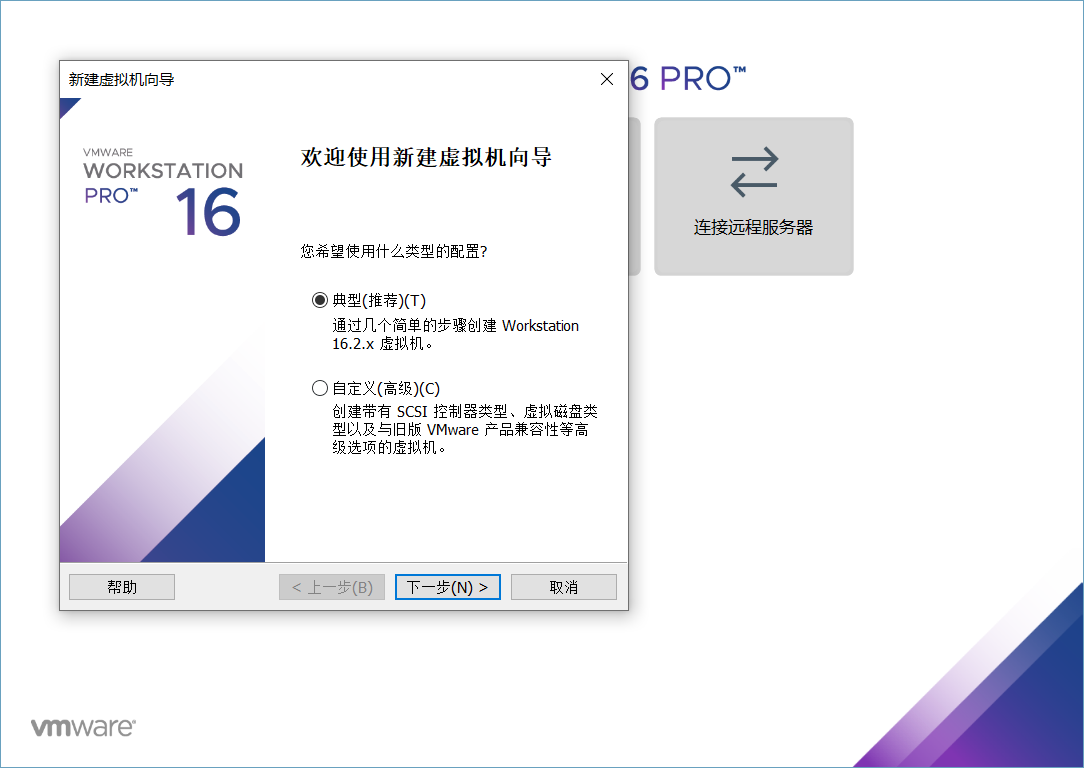 新建虚拟机向导
6 PRO™
VMWARE
WORKSTATION
PRO™ 16
欢迎使用新建虚拟机向导
您希望使用什么类型的配置?
典型(推荐)(T)
通过几个简单的步骤创建 Workstation
16.2.x 虚拟机。
自定义(高级)(C)
创建带有 SCSI 控制器类型、虚拟磁盘类
型以及与旧版 VMware 产品兼容性等高
级选项的虚拟机。
连接远程服务器
帮助
< 上一步(B)
下一步(N) >
取消
vmware®